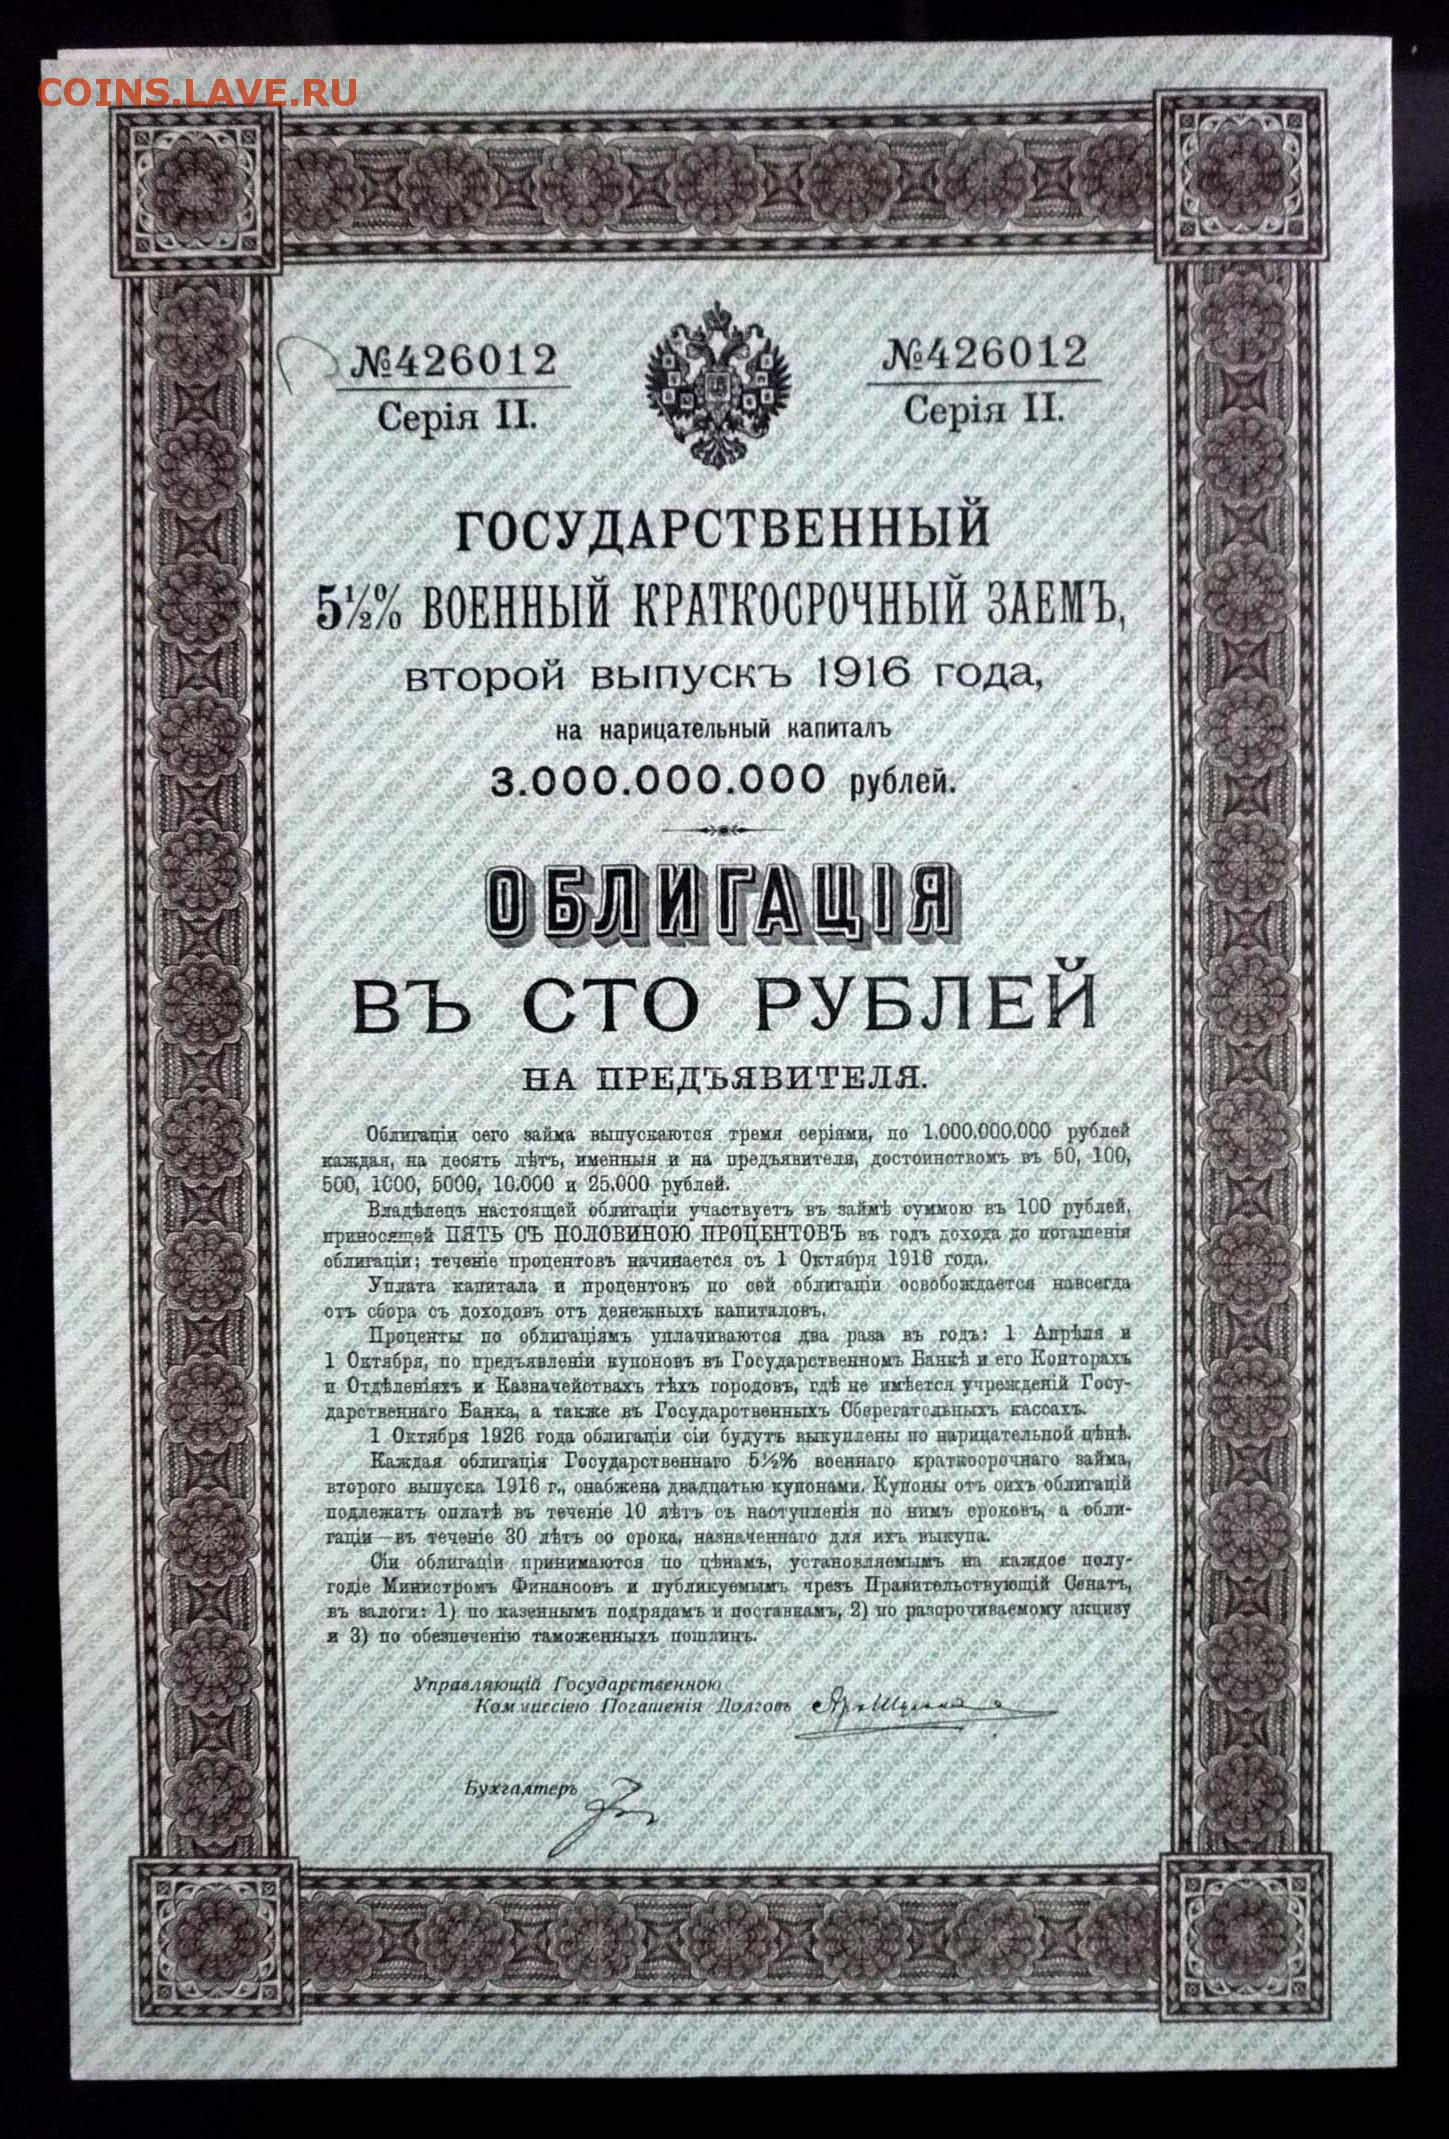 COINS.LAVE.RU
№426012
Серія II.
№426012
Серія II.
ГОСУДАРСТВЕННЫЙ
5½% ВОЕННЫЙ КРАТКОСРОЧНЫЙ ЗАЕМЪ,
второй выпускъ 1916 года,
на нарицательный капиталъ
3.000.000.000 рублей.
ОБЛИГАЦІЯ
ВЪ СТО РУБЛЕЙ
НА ПРЕДЪЯВИТЕЛЯ.
Облигаціи сего займа выпускаются тремя серіями, по 1.000.000.000 рублей
каждая, на десять лѣтъ, именныя и на предъявителя, достоинствомъ въ 50, 100,
500, 1000, 5000, 10.000 и 25.000 рублей.
Владѣлецъ настоящей облигаціи участвуетъ въ займѣ суммою въ 100 рублей,
приносящей ПЯТЬ СЪ ПОЛОВИНОЮ ПРОЦЕНТОВЪ въ годъ дохода до погашенія
облигаціи; теченіе процентовъ начинается съ 1 Октября 1916 года.
Уплата капитала и процентовъ по сей облигаціи освобождается навсегда
отъ сбора съ доходовъ отъ денежныхъ капиталовъ.
Проценты по облигаціямъ уплачиваются два раза въ годъ: 1 Апрѣля и
1 Октября, по предъявленіи купоновъ въ Государственномъ Банкѣ и его Конторахъ
и Отдѣленіяхъ и Казначействахъ тѣхъ городовъ, гдѣ не имѣется учрежденій Госу-
дарственнаго Банка, а также въ Государственныхъ Сберегательныхъ кассахъ.
1 Октября 1926 года облигаціи сіи будутъ выкуплены по нарицательной цѣнѣ.
Каждая облигація Государственнаго 5½% военнаго краткосрочнаго займа,
второго выпуска 1916 г., снабжена двадцатью купонами. Купоны отъ сихъ облигацій
подлежатъ оплатѣ въ теченіе 10 лѣтъ съ наступленія по нимъ сроковъ, а обли-
гаціи—въ теченіе 30 лѣтъ со срока, назначеннаго для ихъ выкупа.
Сіи облигаціи принимаются по цѣнамъ, установляемымъ на каждое полу-
годіе Министромъ Финансовъ и публикуемымъ чрезъ Правительствующій Сенатъ,
въ залоги: 1) по казеннымъ подрядамъ и поставкамъ, 2) по разсрочиваемому акцизу
и 3) по обезпеченію таможенныхъ пошлинъ.
Управляющій Государственною
Коммиссіею Погашенія Долговъ
Бухгалтеръ